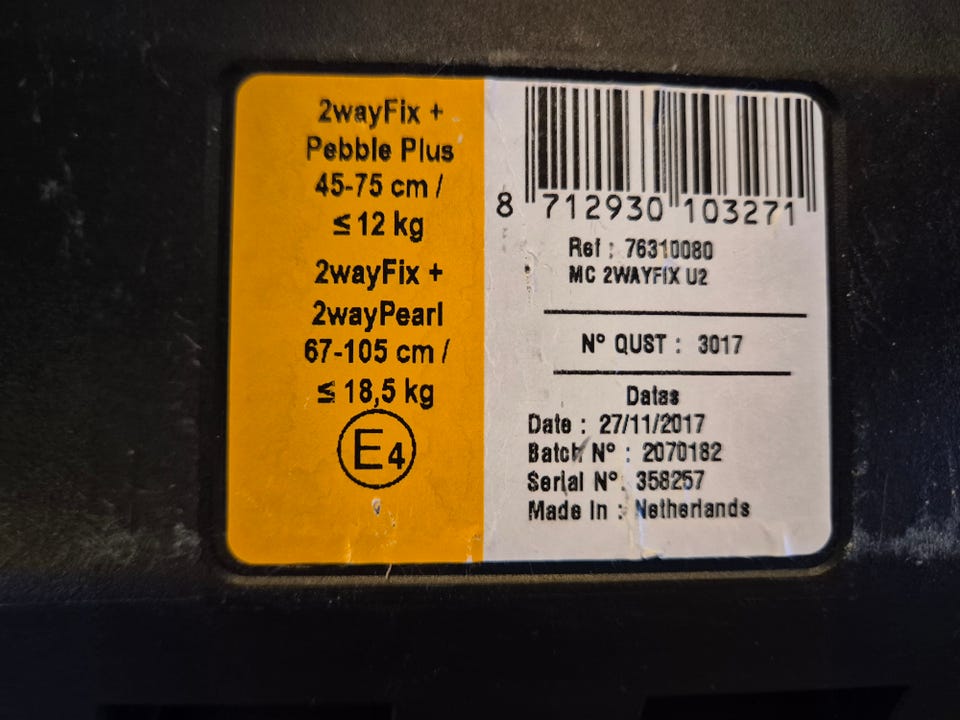 2wayFix +
Pebble Plus
45-75 cm /
≤ 12 kg
2wayFix +
2wayPearl
67-105 cm /
≤ 18,5 kg
E4
8 712930 103271
Ref : 76310080
MC 2WAYFIX U2
N° QUST : 3017
Datas
Date : 27/11/2017
Batch N° : 2070182
Serial N° : 358257
Made In : Netherlands